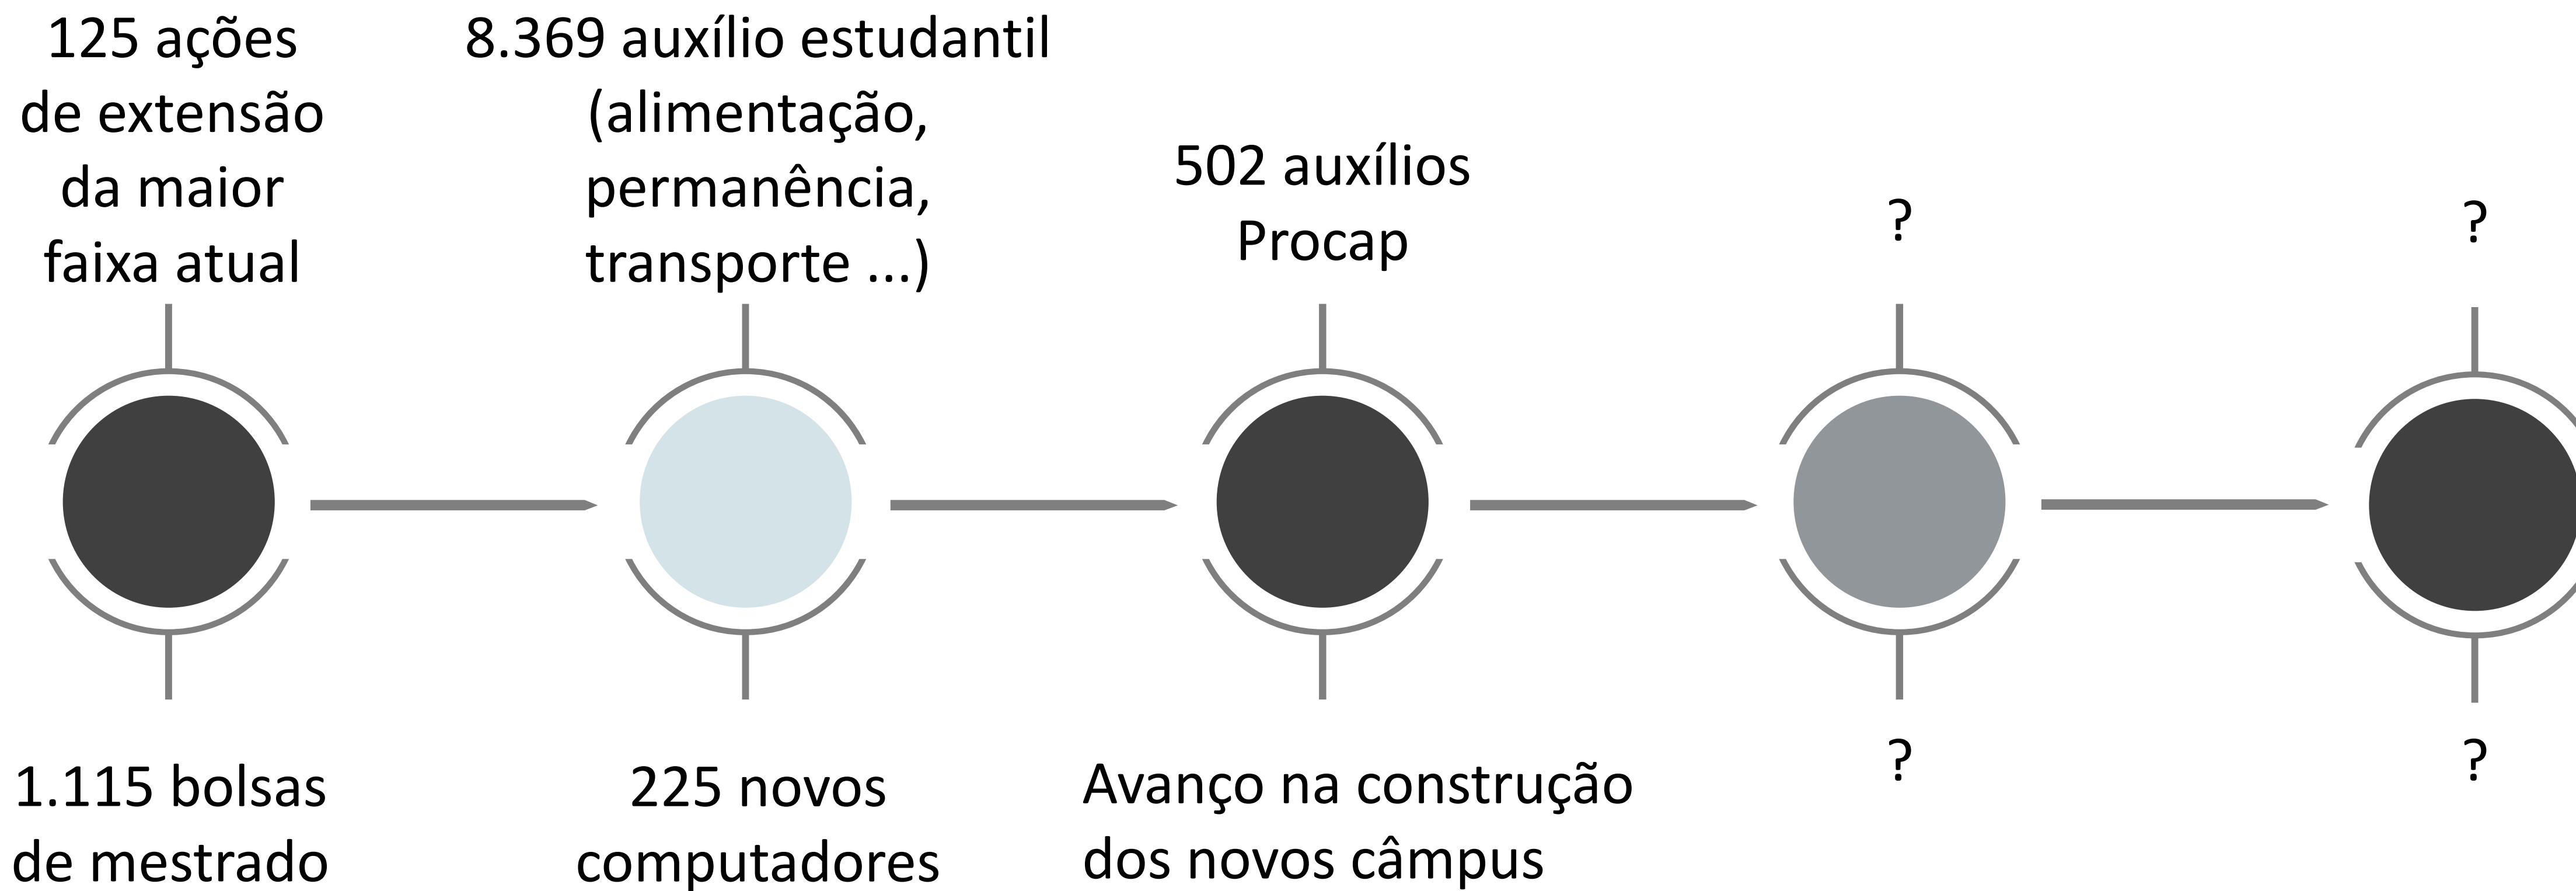 125 ações
de extensão
da maior
faixa atual
8.369 auxílio estudantil
(alimentação,
permanência,
transporte ...)
502 auxílios
Procap
?
?
1.115 bolsas
de mestrado
225 novos
computadores
Avanço na construção
dos novos câmpus
?
?